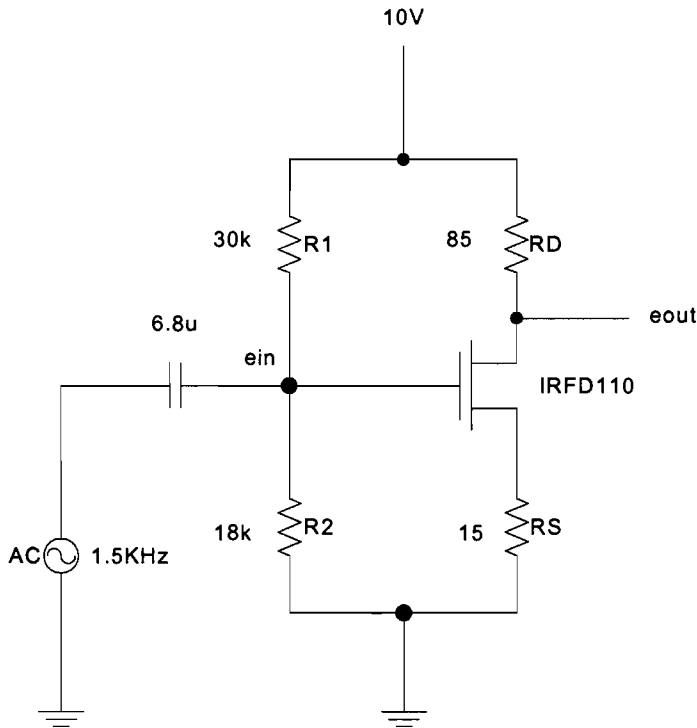 10V
30k R1
85 RD
6.8u
ein
eout
IRFD110
18k R2
15 RS
AC 1.5KHz